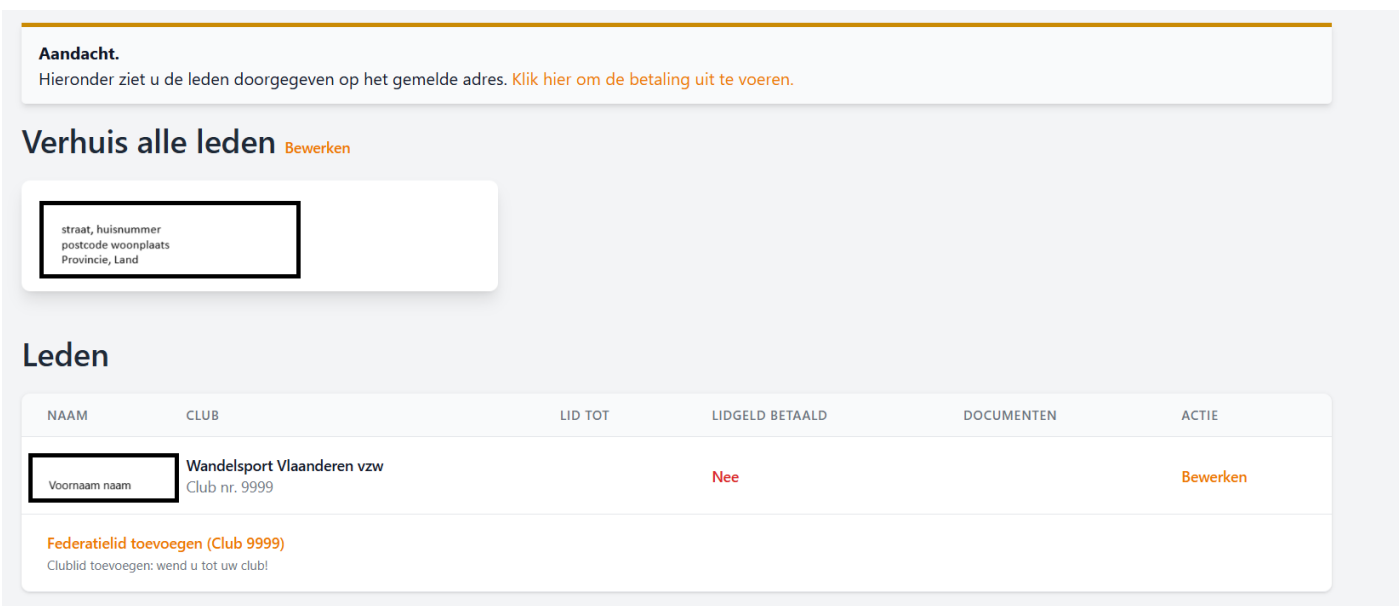 Aandacht.
Hieronder ziet u de leden doorgegeven op het gemelde adres. Klik hier om de betaling uit te voeren.
Verhuis alle leden Bewerken
straat, huisnummer
postcode woonplaats
Provincie, Land
Leden
NAAM CLUB LID TOT LIDGELD BETAALD DOCUMENTEN ACTIE
Voornaam naam Wandelsport Vlaanderen vzw Nee Bewerken
Club nr. 9999
Federatielid toevoegen (Club 9999)
Clublid toevoegen: wend u tot uw club!